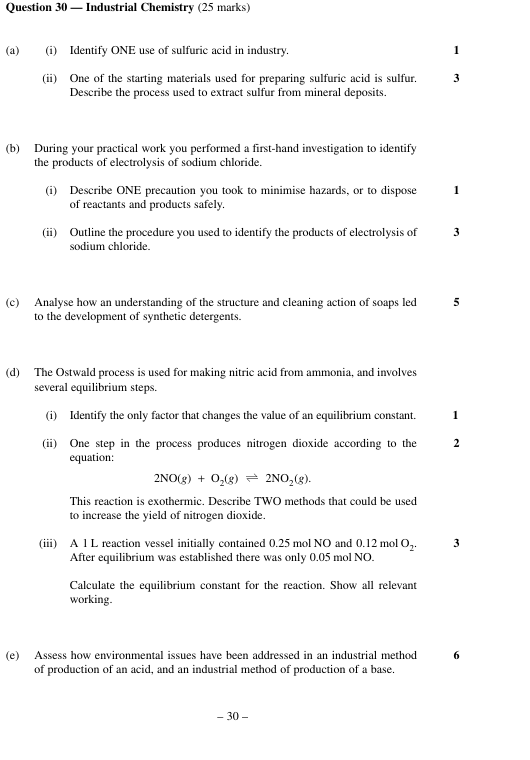 Question 30 — Industrial Chemistry (25 marks)
(a) (i) Identify ONE use of sulfuric acid in industry. 1
(ii) One of the starting materials used for preparing sulfuric acid is sulfur. 3
Describe the process used to extract sulfur from mineral deposits.
(b) During your practical work you performed a first-hand investigation to identify
the products of electrolysis of sodium chloride.
(i) Describe ONE precaution you took to minimise hazards, or to dispose 1
of reactants and products safely.
(ii) Outline the procedure you used to identify the products of electrolysis of 3
sodium chloride.
(c) Analyse how an understanding of the structure and cleaning action of soaps led 5
to the development of synthetic detergents.
(d) The Ostwald process is used for making nitric acid from ammonia, and involves
several equilibrium steps.
(i) Identify the only factor that changes the value of an equilibrium constant. 1
(ii) One step in the process produces nitrogen dioxide according to the 2
equation:
2NO(g) + O₂(g) ⇌ 2NO₂(g).
This reaction is exothermic. Describe TWO methods that could be used
to increase the yield of nitrogen dioxide.
(iii) A 1 L reaction vessel initially contained 0.25 mol NO and 0.12 mol O₂. 3
After equilibrium was established there was only 0.05 mol NO.
Calculate the equilibrium constant for the reaction. Show all relevant
working.
(e) Assess how environmental issues have been addressed in an industrial method 6
of production of an acid, and an industrial method of production of a base.
– 30 –